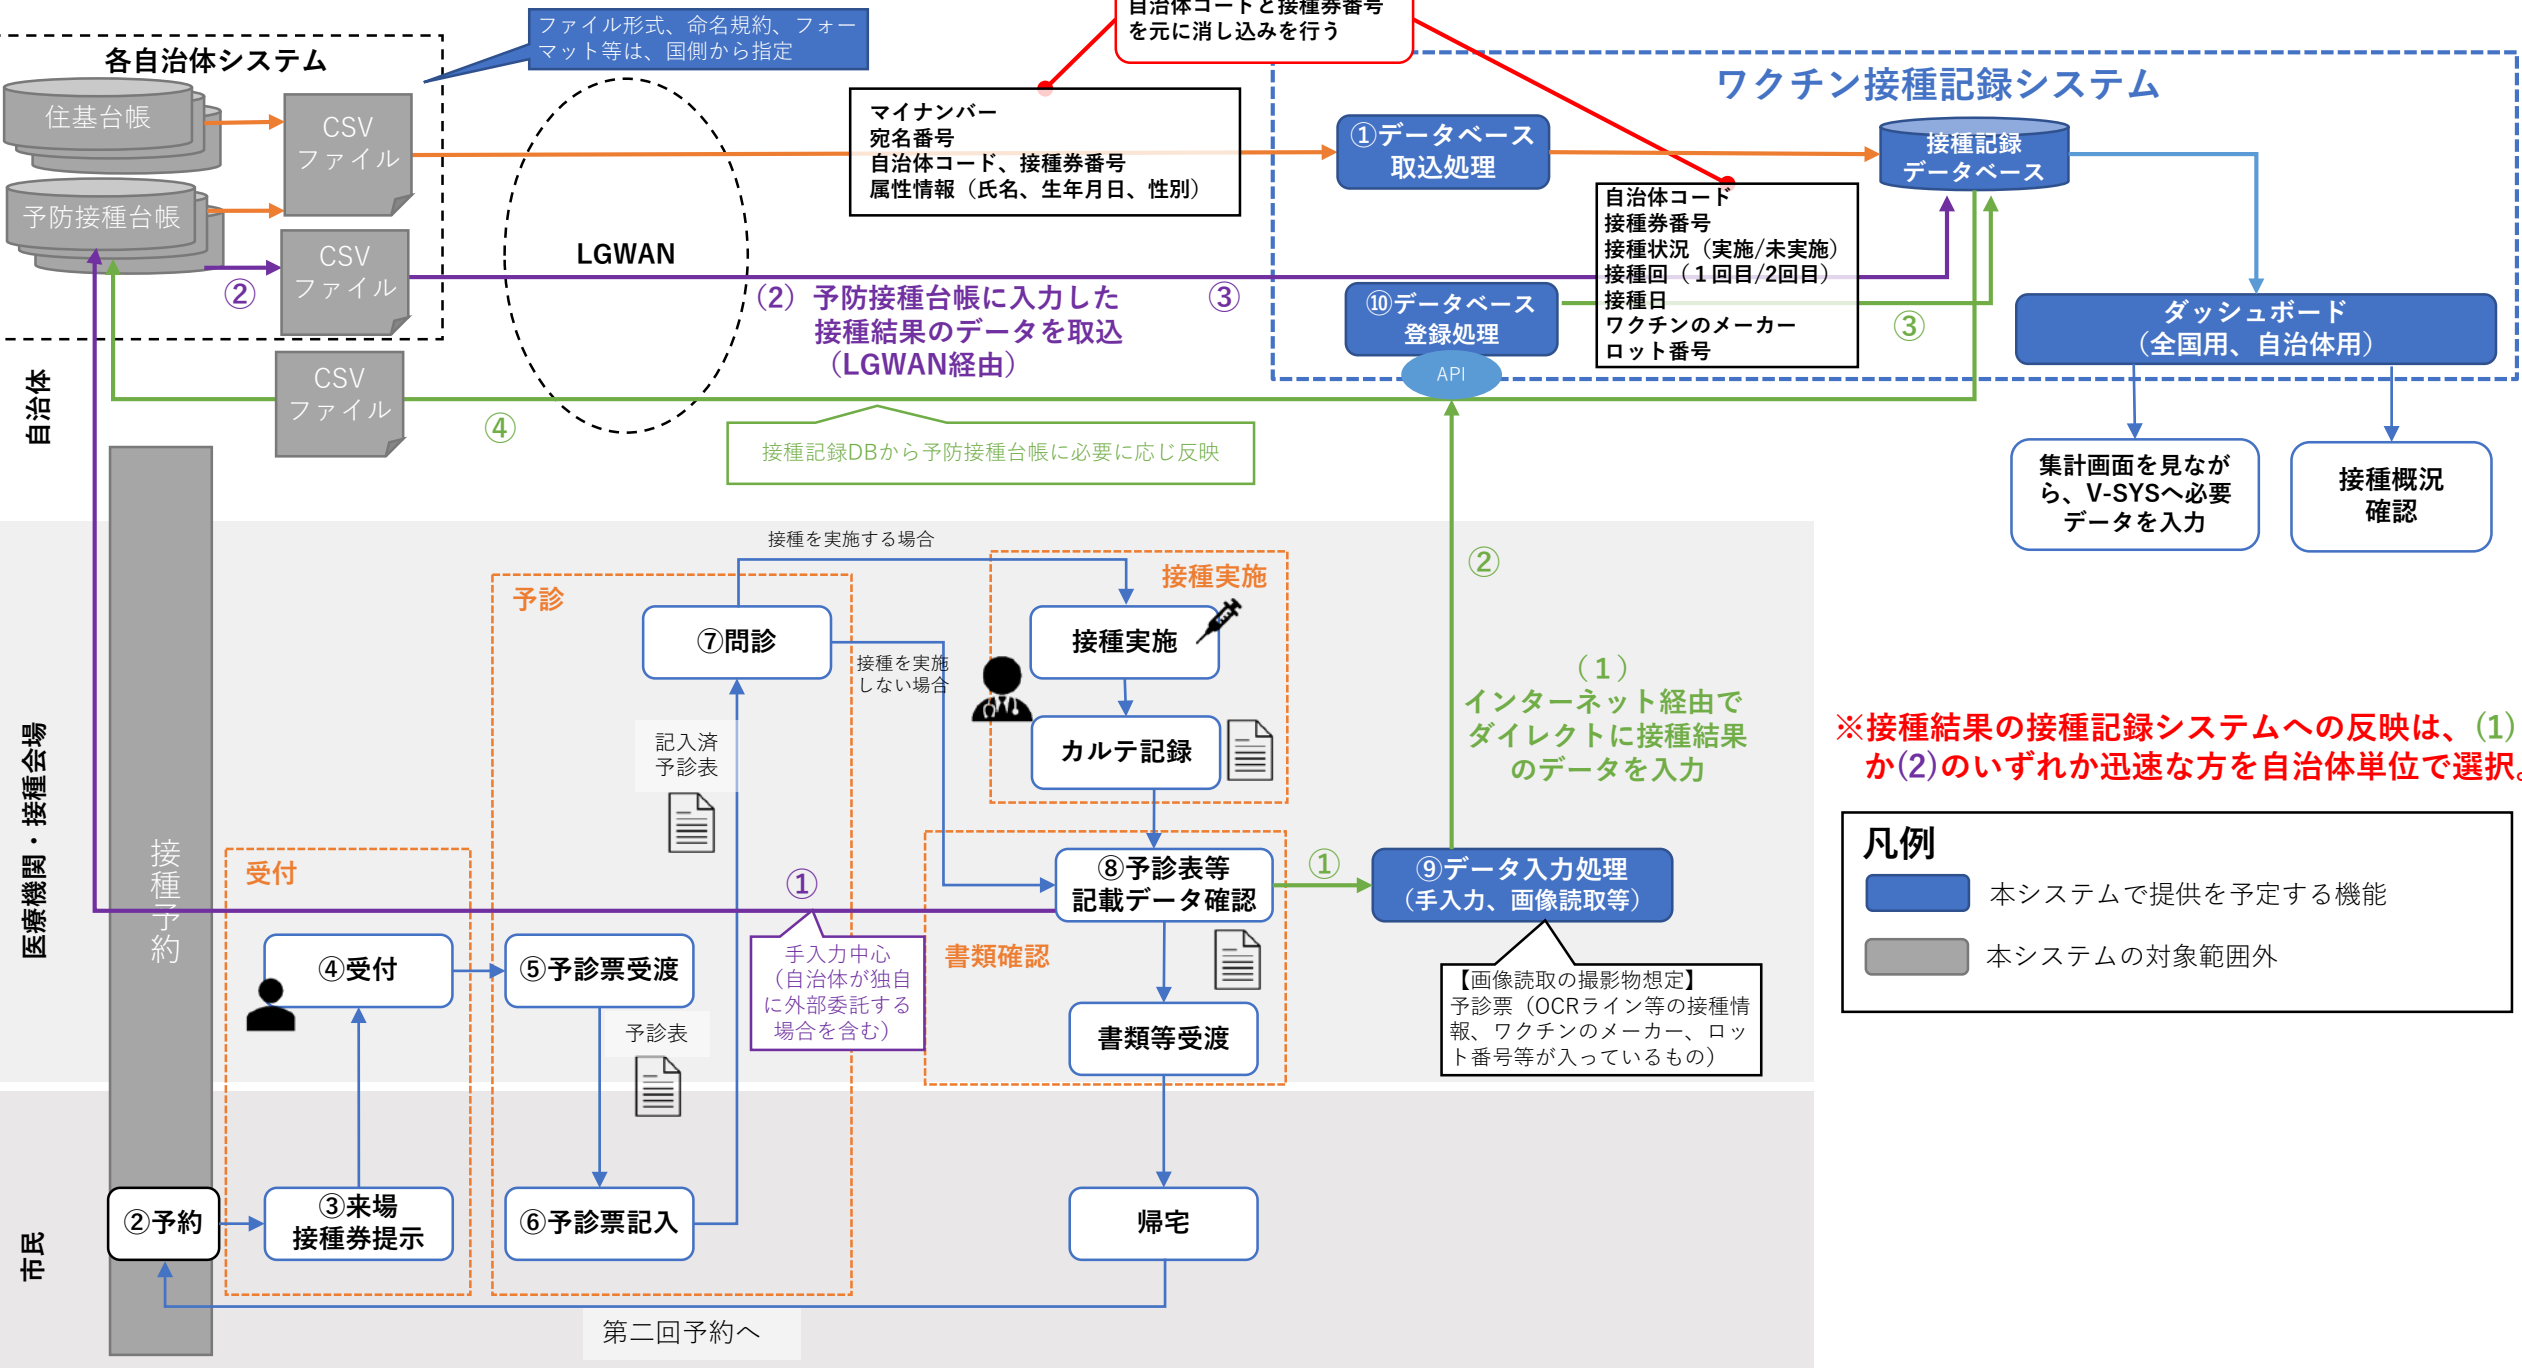 自治体コードと接種券番号
を元に消し込みを行う
ファイル形式、命名規約、フォー
マット等は、国側から指定
各自治体システム
住基台帳
予防接種台帳
CSV
ファイル
②
CSV
ファイル
CSV
ファイル
LGWAN
マイナンバー
宛名番号
自治体コード、接種券番号
属性情報（氏名、生年月日、性別）
（2）予防接種台帳に入力した
接種結果のデータを取込
（LGWAN経由）
③
④
接種記録DBから予防接種台帳に必要に応じ反映
ワクチン接種記録システム
①データベース
取込処理
接種記録
データベース
自治体コード
接種券番号
接種状況（実施/未実施）
接種回（１回目/2回目）
接種日
ワクチンのメーカー
ロット番号
⑩データベース
登録処理
API
③
ダッシュボード
（全国用、自治体用）
集計画面を見なが
ら、V-SYSへ必要
データを入力
接種概況
確認
自治体
医療機関・接種会場
市民
接種予約
接種を実施する場合
予診
⑦問診
接種を実施
しない場合
接種実施
接種実施
カルテ記録
記入済
予診表
②
（１）
インターネット経由で
ダイレクトに接種結果
のデータを入力
※接種結果の接種記録システムへの反映は、(1)
か(2)のいずれか迅速な方を自治体単位で選択。
受付
④受付
⑤予診票受渡
予診表
①
手入力中心
（自治体が独自
に外部委託する
場合を含む）
⑧予診表等
記載データ確認
書類確認
書類等受渡
①
⑨データ入力処理
（手入力、画像読取等）
【画像読取の撮影物想定】
予診票（OCRライン等の接種情
報、ワクチンのメーカー、ロッ
ト番号等が入っているもの）
凡例
本システムで提供を予定する機能
本システムの対象範囲外
②予約
③来場
接種券提示
⑥予診票記入
帰宅
第二回予約へ